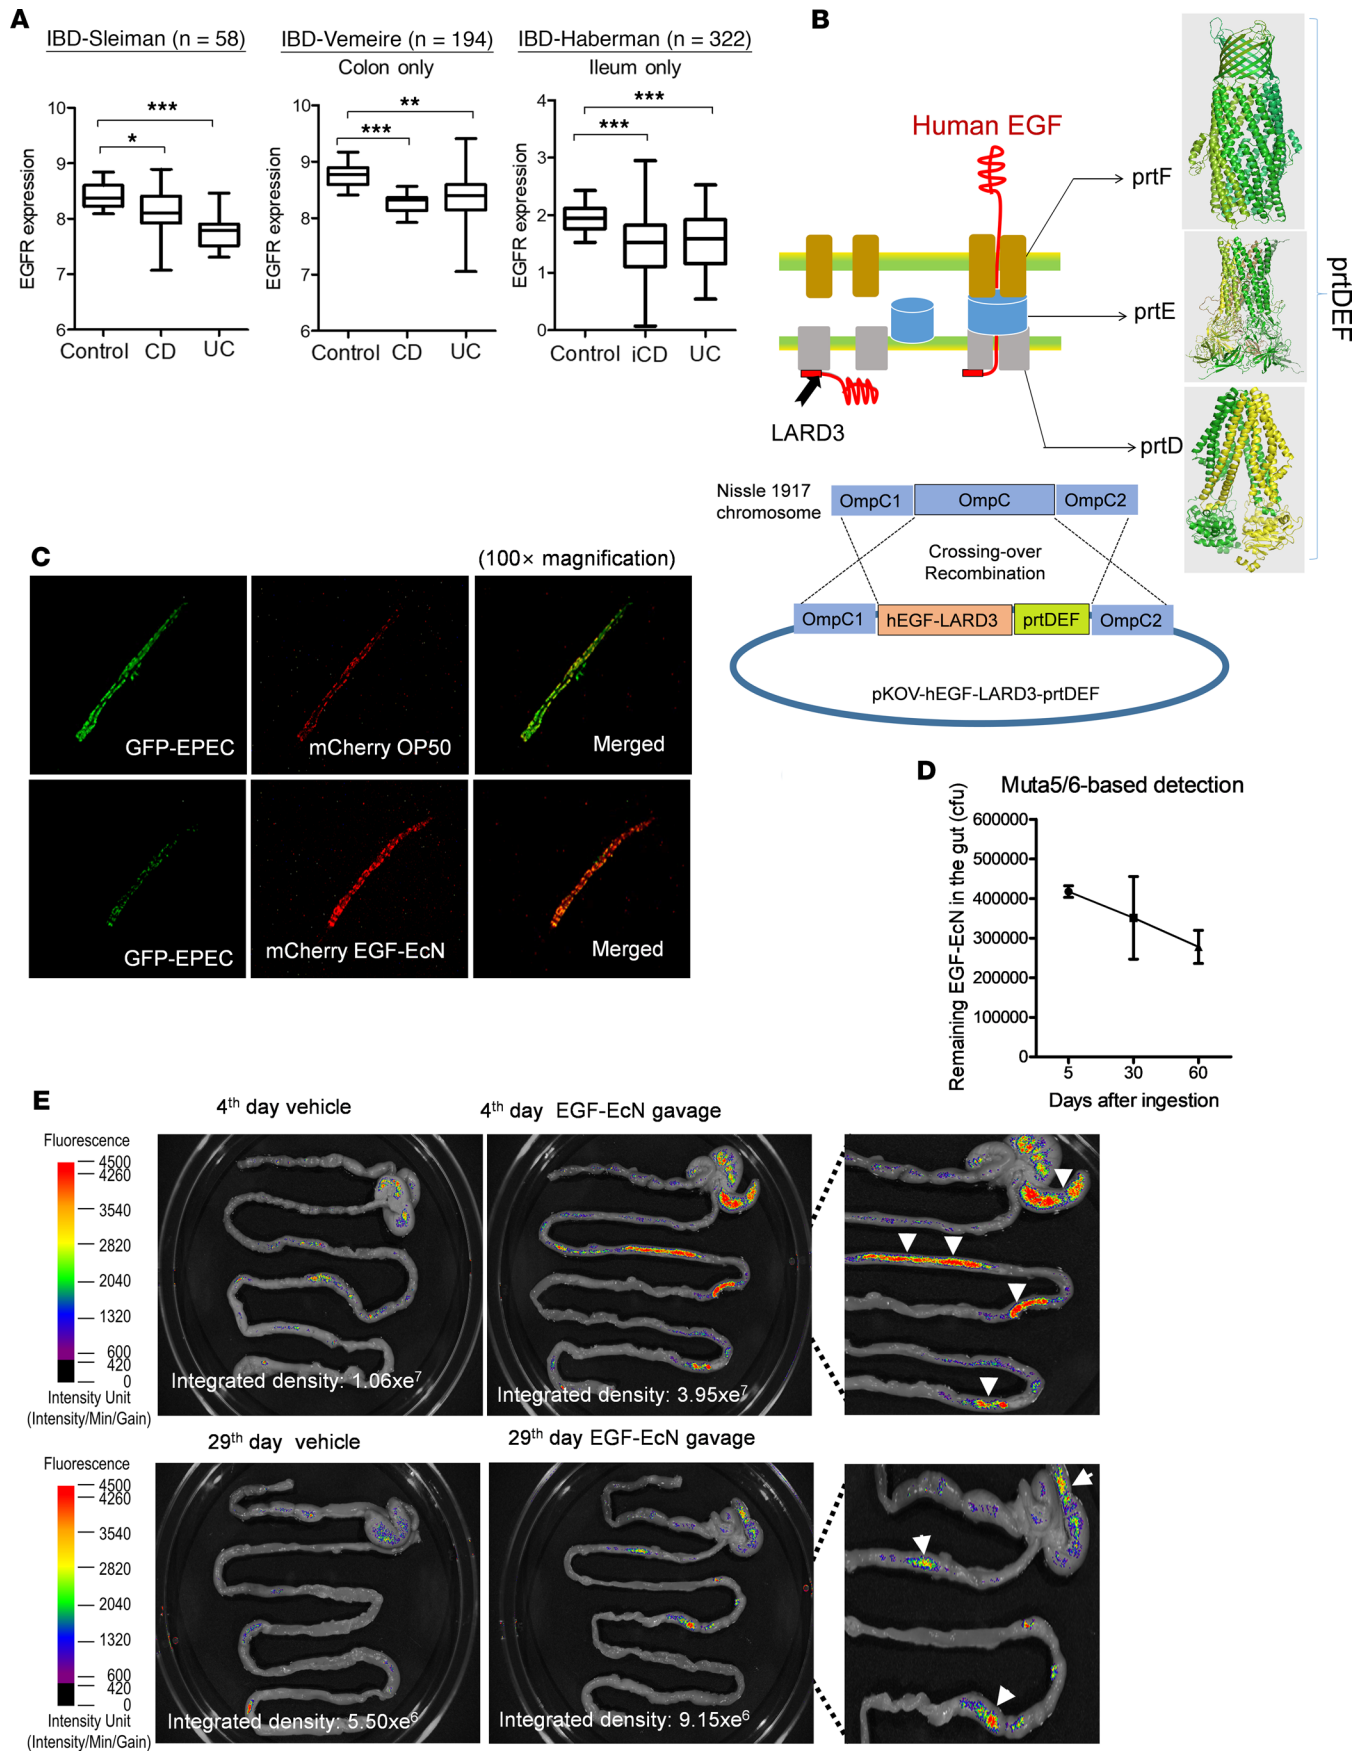 A
IBD-Sleiman (n = 58)
IBD-Vemeire (n = 194)
Colon only
IBD-Haberman (n = 322)
Ileum only
EGFR expression
10
9
8
7
6
***
*
Control
CD
UC
EGFR expression
10
9
8
7
6
**
***
Control
CD
UC
EGFR expression
4
3
2
1
0
***
***
Control
iCD
UC
B
Human EGF
prtF
prtE
prtD
prtDEF
LARD3
Nissle 1917
chromosome
OmpC1
OmpC
OmpC2
Crossing-over
Recombination
OmpC1
hEGF-LARD3
prtDEF
OmpC2
pKOV-hEGF-LARD3-prtDEF
C
(100× magnification)
GFP-EPEC
mCherry OP50
Merged
GFP-EPEC
mCherry EGF-EcN
Merged
D
Muta5/6-based detection
Remaining EGF-EcN in the gut (cfu)
600000
500000
400000
300000
200000
100000
0
5
30
60
Days after ingestion
E
4th day vehicle
4th day EGF-EcN gavage
Fluorescence
4500
4260
3540
2820
2040
1320
600
420
0
Intensity Unit
(Intensity/Min/Gain)
Integrated density: 1.06xe7
Integrated density: 3.95xe7
29th day vehicle
29th day EGF-EcN gavage
Fluorescence
4500
4260
3540
2820
2040
1320
600
420
0
Intensity Unit
(Intensity/Min/Gain)
Integrated density: 5.50xe6
Integrated density: 9.15xe6